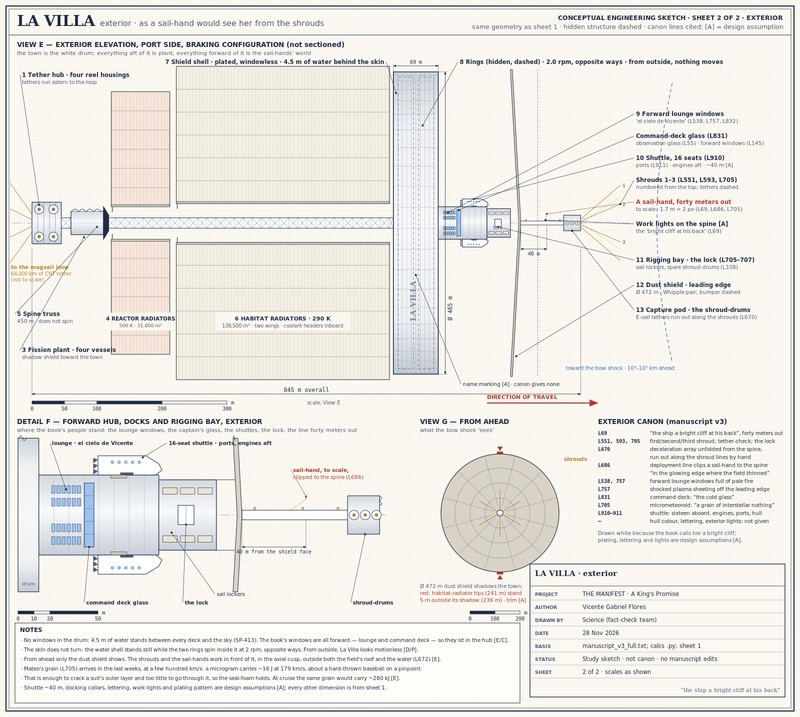 LA VILLA exterior · as a sail-hand would see her from the shrouds
CONCEPTUAL ENGINEERING SKETCH · SHEET 2 OF 2 · EXTERIOR
same geometry as sheet 1 · hidden structure dashed · canon lines cited; [A] = design assumption
VIEW E — EXTERIOR ELEVATION, PORT SIDE, BRAKING CONFIGURATION (not sectioned)
the town is the white drum; everything aft of it is plant, everything forward of it is the sail-hands' world
7 Shield shell · plated, windowless · 4.5 m of water behind the skin
69 m
8 Rings (hidden, dashed) · 2.0 rpm, opposite ways · from outside, nothing moves
1 Tether hub · four reel housings
tethers run astern to the loop
9 Forward lounge windows
'el cielo de Vicente' (L538, L757, L832)
Command-deck glass (L831)
observation glass (L55) · forward windows (L145)
10 Shuttle, 16 seats (L910)
ports (L911) · engines aft · ~40 m [A]
Shrouds 1–3 (L551, L593, L705)
numbered from the top; tethers dashed
1
2
3
A sail-hand, forty meters out
to scale: 1.7 m = 2 px (L69, L686, L705)
Work lights on the spine [A]
the 'bright cliff at his back' (L69)
40 m
11 Rigging bay · the lock (L705–707)
sail lockers, spare shroud-drums (L338)
12 Dust shield · leading edge
Ø 472 m · Whipple pair; bumper dashed
13 Capture pod · the shroud-drums
E-sail tethers run out along the shrouds (L670)
to the magsail loop
64,000 km of CNT tether
(not to scale)
5 Spine truss
450 m · does not spin
4 REACTOR RADIATORS
500 K · 31,800 m²
6 HABITAT RADIATORS · 290 K
138,500 m² · two wings · coolant headers inboard
LA VILLA
Ø 465 m
3 Fission plant · four vessels
shadow shield toward the town
name marking [A] · canon gives none
toward the bow shock · 10²–10³ km ahead
845 m overall
DIRECTION OF TRAVEL
0 50 100 200 300 m
scale, View E
DETAIL F — FORWARD HUB, DOCKS AND RIGGING BAY, EXTERIOR
where the book's people stand: the lounge windows, the captain's glass, the shuttles, the lock, the line forty meters out
lounge · el cielo de Vicente
16-seat shuttle · ports, engines aft
sail-hand, to scale,
clipped to the spine (L686)
40 m from the shield face
drum
sail lockers
command deck glass
the lock
shroud-drums
0 10 20 50 m
VIEW G — FROM AHEAD
what the bow shock 'sees'
shrouds
Ø 472 m dust shield shadows the town;
red: habitat-radiator tips (241 m) stand
5 m outside its shadow (236 m) · trim [A]
0 100 200 m
EXTERIOR CANON (manuscript v3)
L69 "the ship a bright cliff at his back", forty meters out
L551, 593, 705 first/second/third shroud; tether-check; the lock
L670 deceleration array unfolded from the spine,
run out along the shroud lines by hand
L686 deployment line clips a sail-hand to the spine
"in the glowing edge where the field thinned"
L538, 757 forward lounge windows full of pale fire
L757 shocked plasma sheeting off the leading edge
L831 command deck: "the cold glass"
L705 micrometeoroid: "a grain of interstellar nothing"
L910–911 shuttle: sixteen aboard, engines, ports, hull
— hull colour, lettering, exterior lights: not given
Drawn white because the book calls her a bright cliff;
plating, lettering and lights are design assumptions [A].
NOTES
· No windows in the drum: 4.5 m of water stands between every deck and the sky (SP-413). The book's windows are all forward — lounge and command deck — so they sit in the hub [E/C].
· The skin does not turn: the water shell stands still while the two rings spin inside it at 2 rpm, opposite ways. From outside, La Villa looks motionless [D/P].
· From ahead only the dust shield shows. The shrouds and the sail-hands work in front of it, in the axial cusp, outside both the field's roof and the water (L672) [E].
· Mateo's grain (L705) arrives in the last weeks, at a few hundred km/s: a microgram carries ~16 J at 179 km/s, about a hard-thrown baseball on a pinpoint.
· That is enough to crack a suit's outer layer and too little to go through it, so the seal-foam holds. At cruise the same grain would carry ~280 kJ [E].
· Shuttle ~40 m, docking collars, lettering, work lights and plating pattern are design assumptions [A]; every other dimension is from sheet 1.
LA VILLA · exterior
PROJECT THE MANIFEST · A King's Promise
AUTHOR Vicente Gabriel Flores
DRAWN BY Science (fact-check team)
DATE 28 Nov 2026
BASIS manuscript_v3_full.txt; calcs .py; sheet 1
STATUS Study sketch · not canon · no manuscript edits
SHEET 2 of 2 · scales as shown
"the ship a bright cliff at his back"